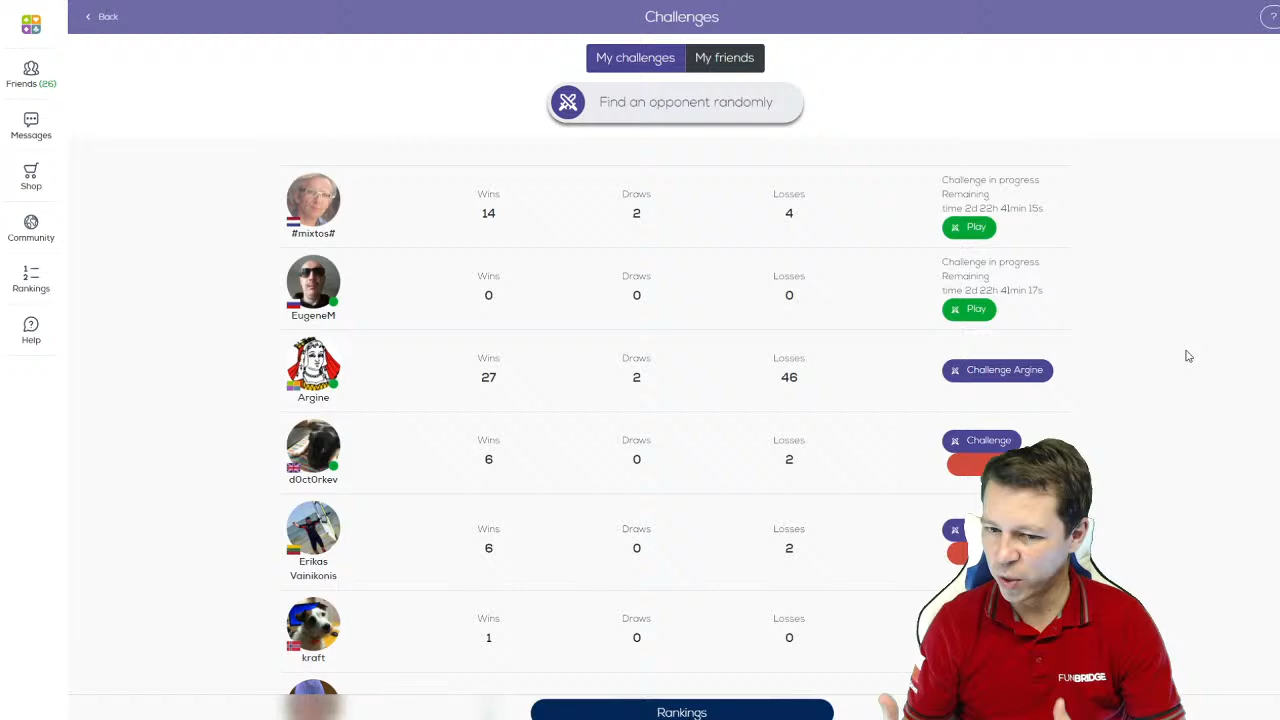 Back
Challenges
?
Friends (26)
Messages
Shop
Community
1
2
Rankings
?
Help
My challenges
My friends
Find an opponent randomly
#mixtos#
Wins
14
Draws
2
Losses
4
Challenge in progress
Remaining
time 2d 22h 41min 15s
Play
EugeneM
Wins
0
Draws
0
Losses
0
Challenge in progress
Remaining
time 2d 22h 41min 17s
Play
Argine
Wins
27
Draws
2
Losses
46
Challenge Argine
d0ct0rkev
Wins
6
Draws
0
Losses
2
Challenge
Erikas
Vainikonis
Wins
6
Draws
0
Losses
2
kraft
Wins
1
Draws
0
Losses
0
Rankings
FUNBRIDGE